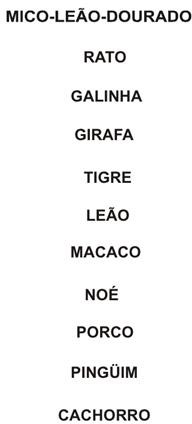 MICO-LEÃO-DOURADO
RATO
GALINHA
GIRAFA
TIGRE
LEÃO
MACACO
NOÉ
PORCO
PINGÜIM
CACHORRO